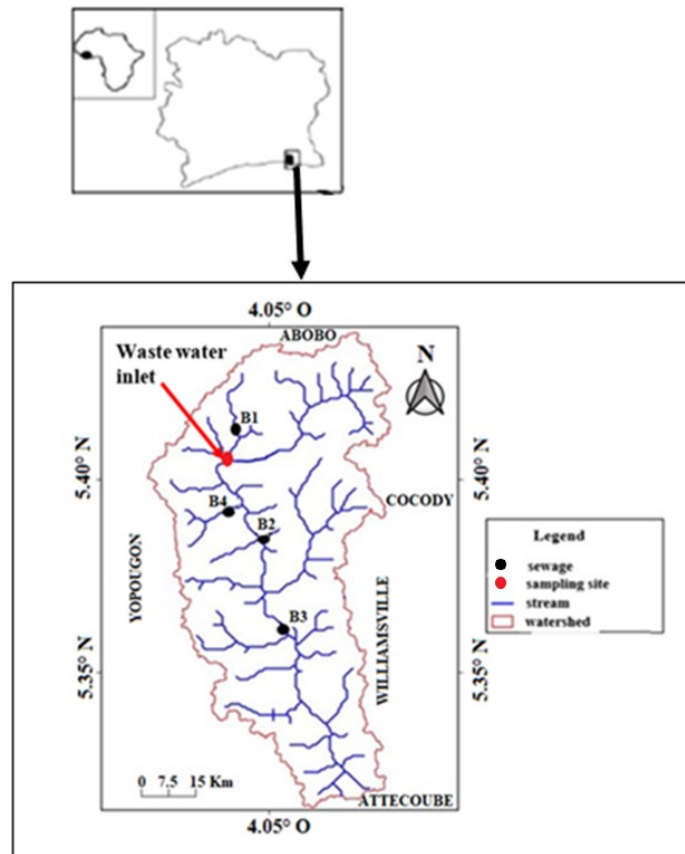 4.05° O
ABOBO
Waste water
inlet
N
B1
5.40° N
5.40° N
COCODY
B4
B2
YOPOUGON
WILLIAMSVILLE
B3
5.35° N
5.35° N
0 7.5 15 Km
ATTECOUBE
4.05° O
Legend
sewage
sampling site
stream
watershed